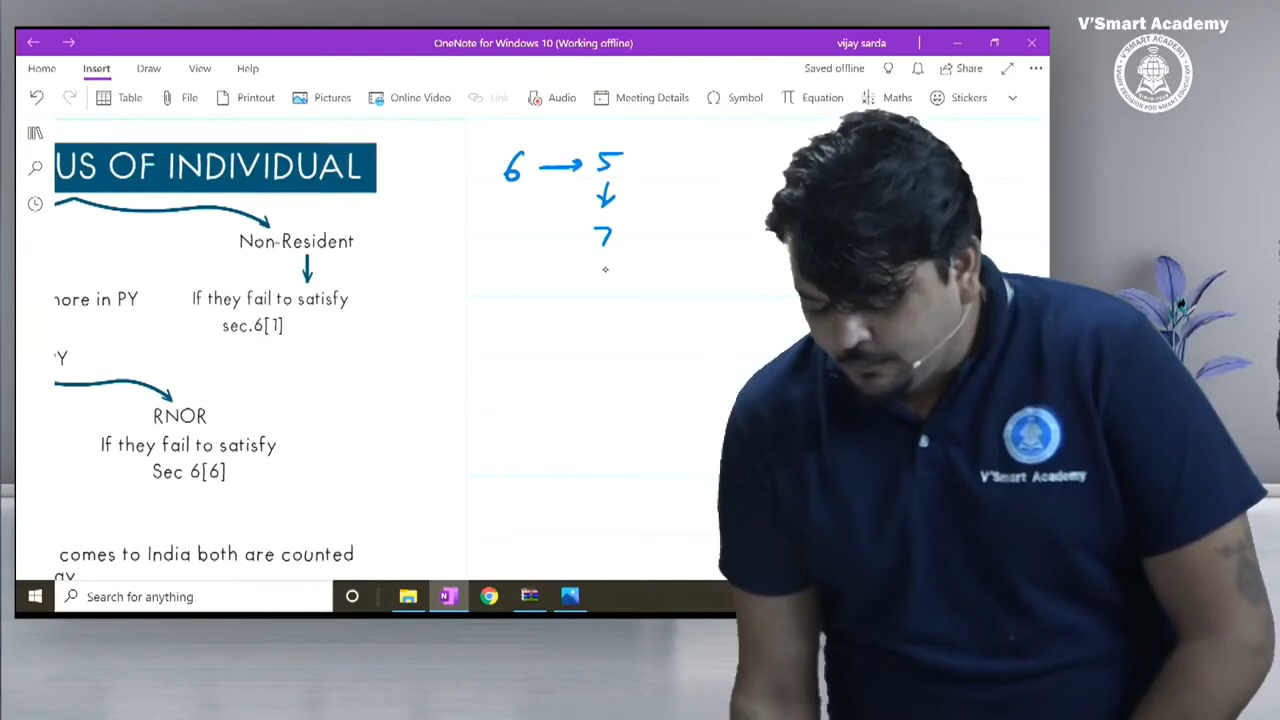 V'Smart Academy
OneNote for Windows 10 (Working offline)
vijay sarda
Home Insert Draw View Help
Saved offline
Share
Table File Printout Pictures Online Video Link Audio Meeting Details Symbol Equation Maths Stickers
US OF INDIVIDUAL
Non-Resident
nore in PY
If they fail to satisfy
sec.6[1]
PY
RNOR
If they fail to satisfy
Sec 6[6]
comes to India both are counted
ay
6 → 5
↓
7
Search for anything
V'Smart Academy